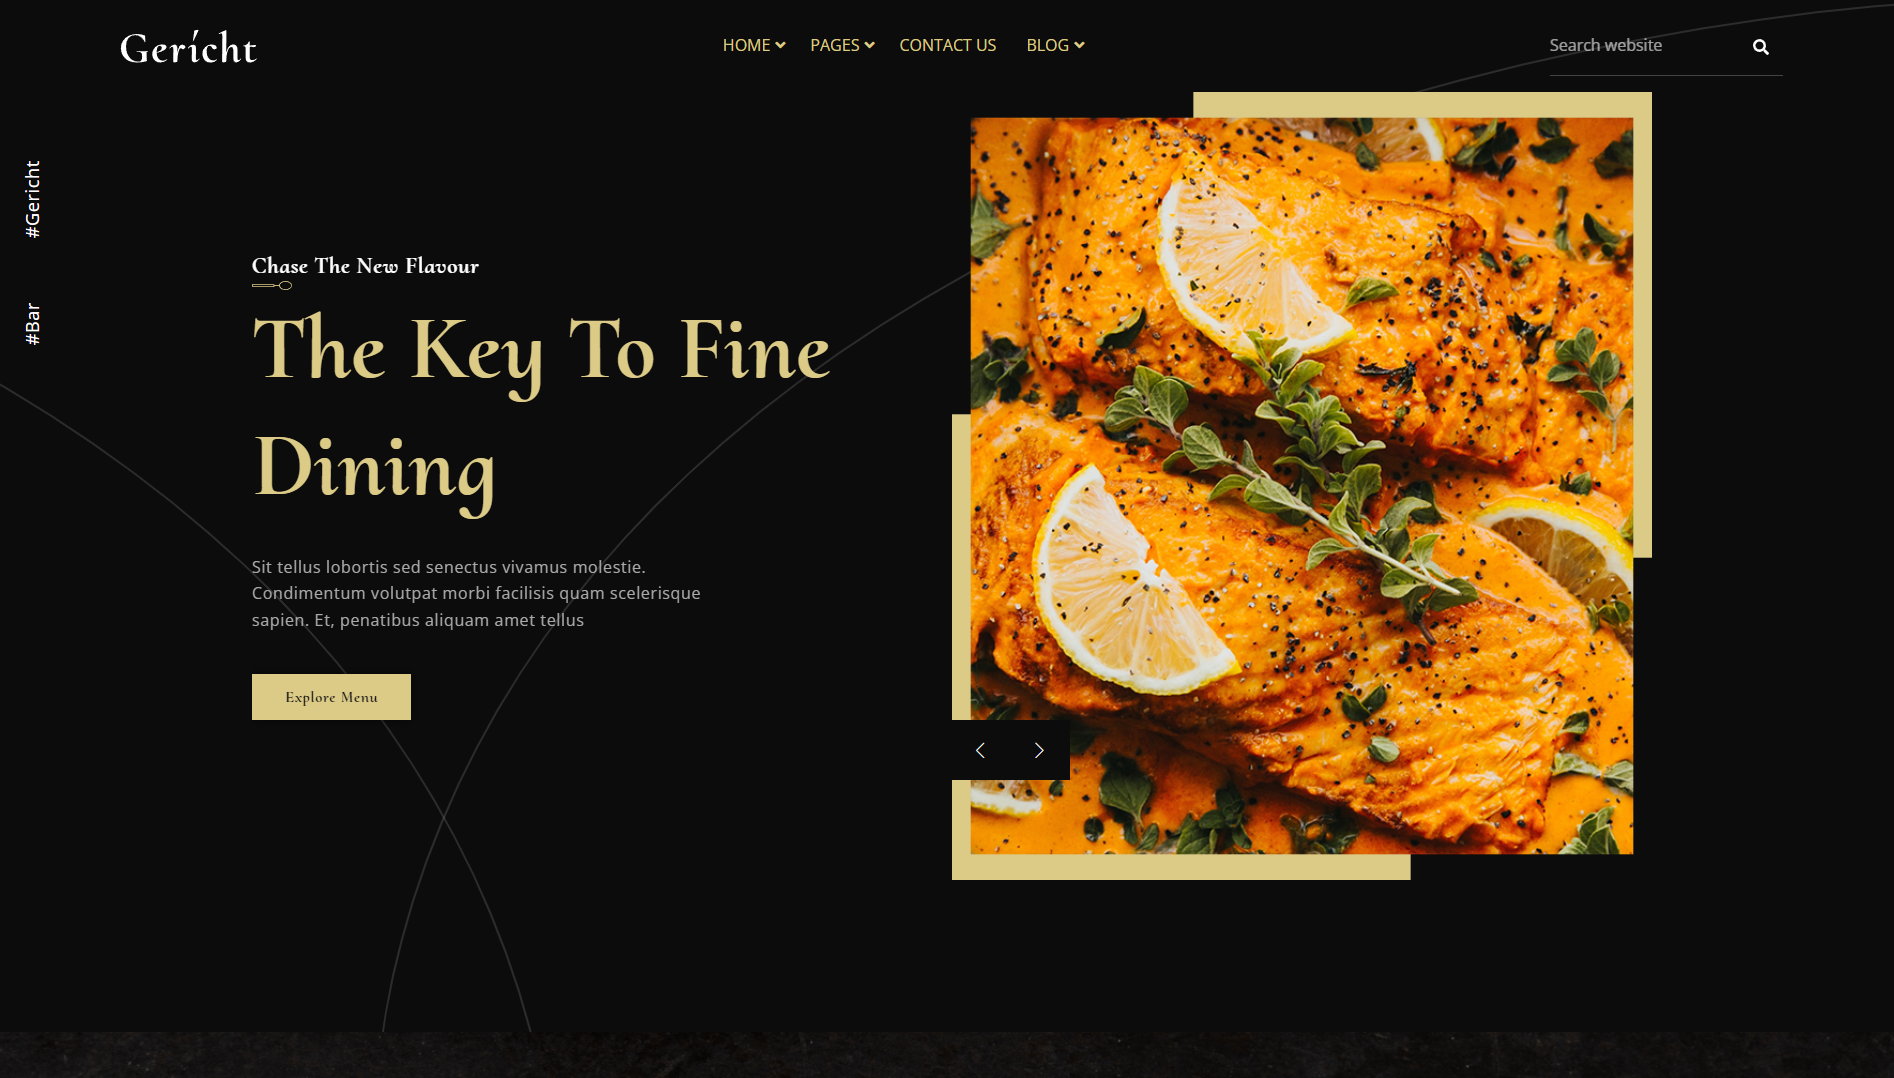 Gerícht
HOME
PAGES
CONTACT US
BLOG
Search website
#Gericht
#Bar
Chase The New Flavour
The Key To Fine
Dining
Sit tellus lobortis sed senectus vivamus molestie.
Condimentum volutpat morbi facilisis quam scelerisque
sapien. Et, penatibus aliquam amet tellus
Explore Menu